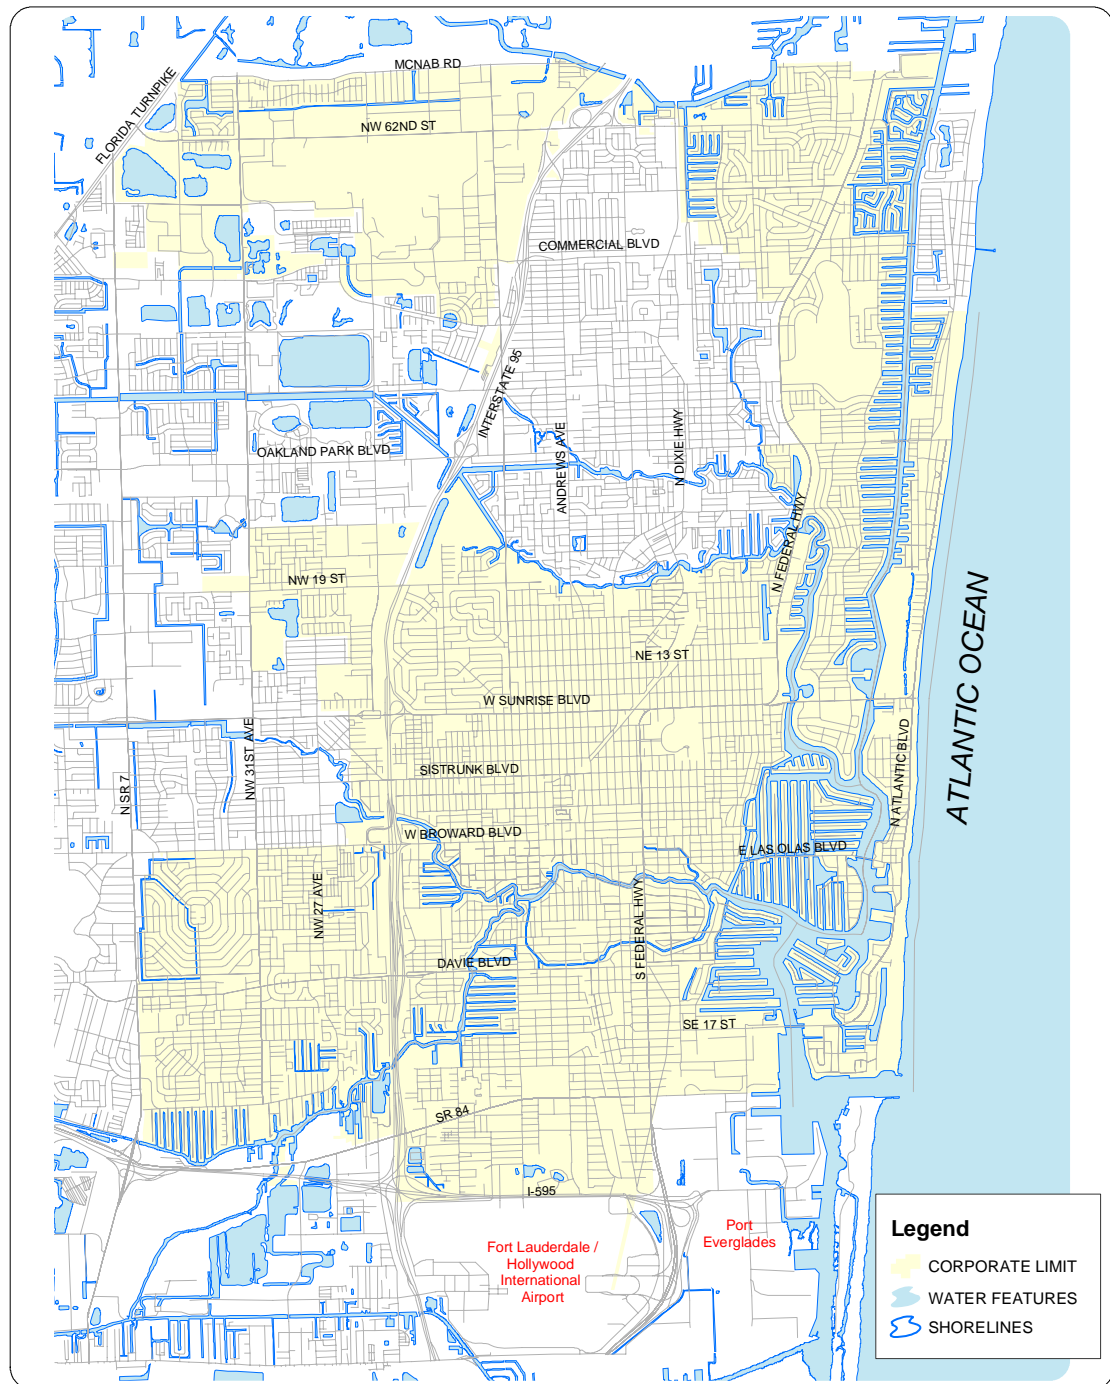 MCNAB RD
FLORIDA TURNPIKE
NW 62ND ST
COMMERCIAL BLVD
INTERSTATE 95
OAKLAND PARK BLVD
ANDREWS AVE
N DIXIE HWY
N FEDERAL HWY
NW 19 ST
NE 13 ST
ATLANTIC OCEAN
W SUNRISE BLVD
NW 31ST AVE
N SR 7
SISTRUNK BLVD
N ATLANTIC BLVD
W BROWARD BLVD
E LAS OLAS BLVD
NW 27 AVE
S FEDERAL HWY
DAVIE BLVD
SE 17 ST
SR 84
I-595
Fort Lauderdale /
Hollywood
International
Airport
Port
Everglades
Legend
CORPORATE LIMIT
WATER FEATURES
SHORELINES